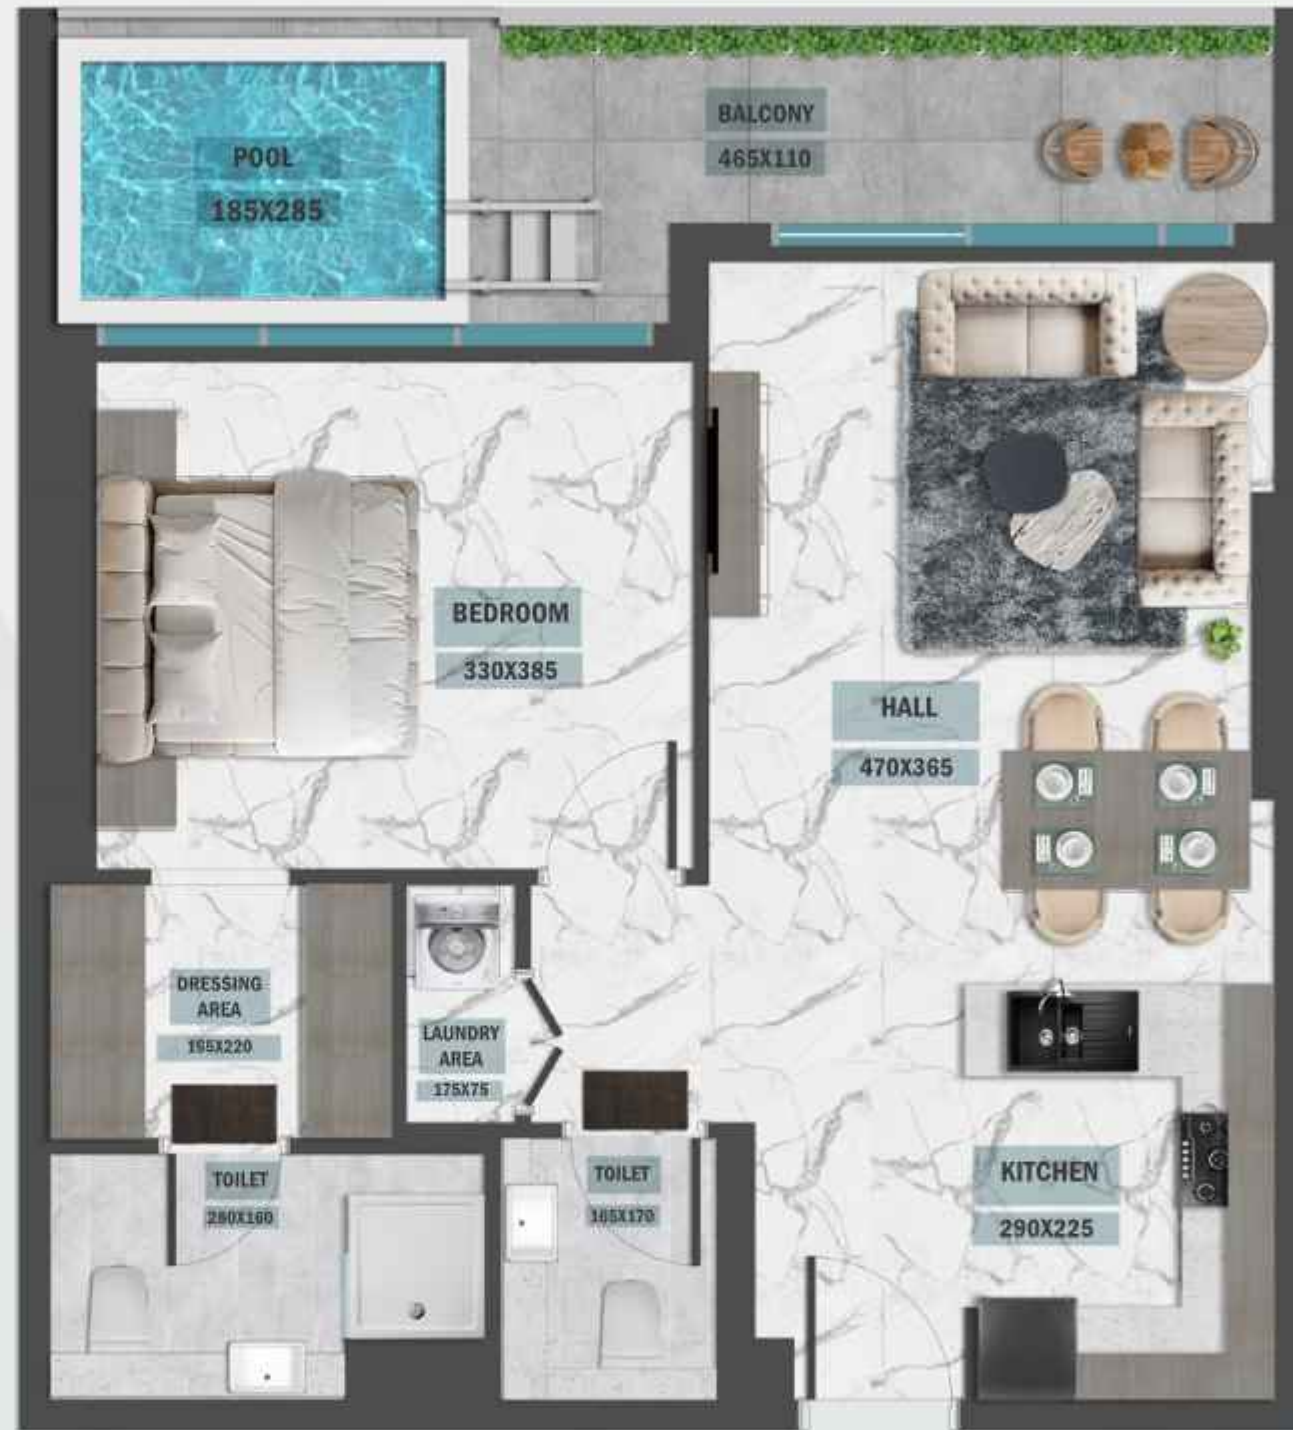 BALCONY
465X110
POOL
185X285
BEDROOM
330X385
HALL
470X365
DRESSING
AREA
195X220
LAUNDRY
AREA
175X75
TOILET
280X160
TOILET
165X170
KITCHEN
290X225